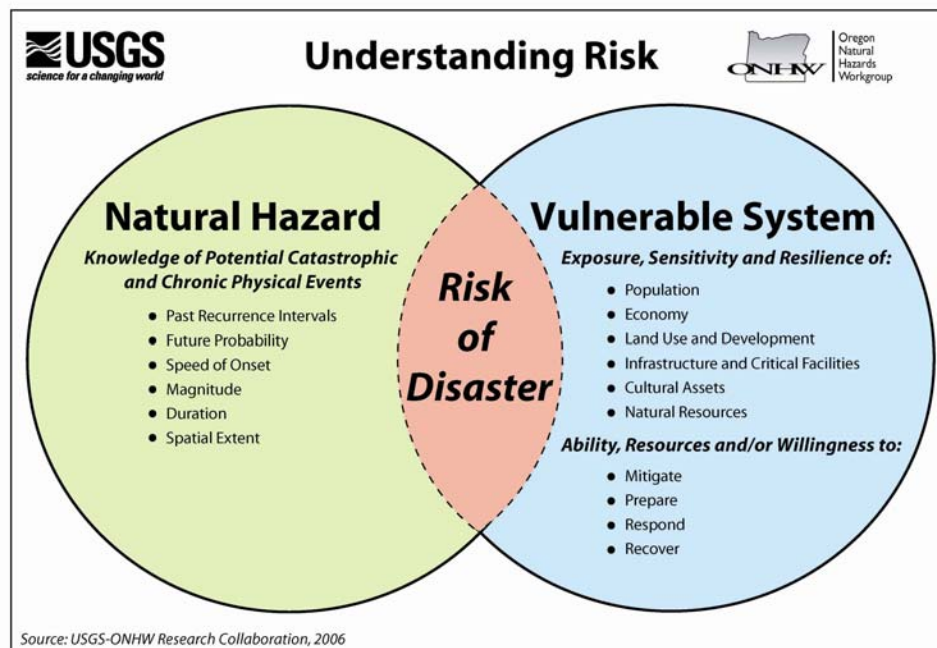 USGS
science for a changing world
Understanding Risk
ONHW
Oregon
Natural
Hazards
Workgroup
Natural Hazard
Knowledge of Potential Catastrophic
and Chronic Physical Events
• Past Recurrence Intervals
• Future Probability
• Speed of Onset
• Magnitude
• Duration
• Spatial Extent
Risk
of
Disaster
Vulnerable System
Exposure, Sensitivity and Resilience of:
• Population
• Economy
• Land Use and Development
• Infrastructure and Critical Facilities
• Cultural Assets
• Natural Resources
Ability, Resources and/or Willingness to:
• Mitigate
• Prepare
• Respond
• Recover
Source: USGS-ONHW Research Collaboration, 2006